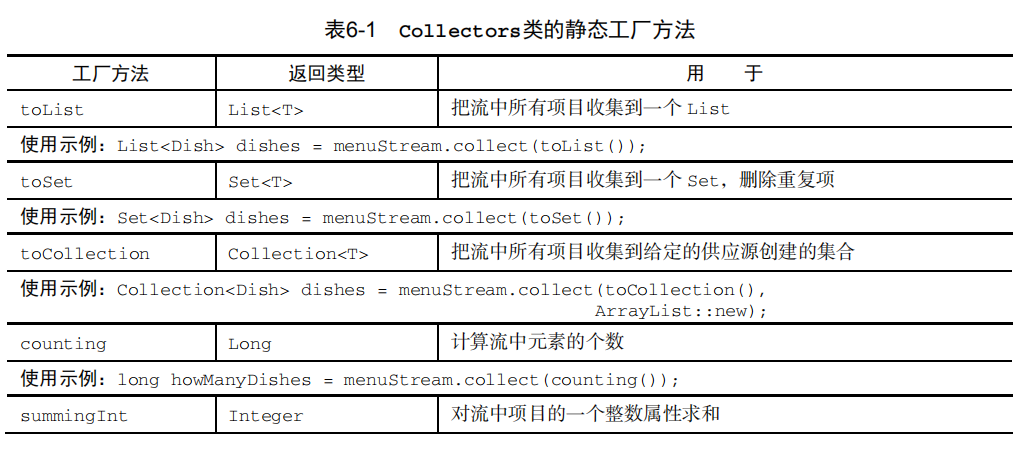 表6-1 Collectors类的静态工厂方法
工厂方法 返回类型 用 于
toList List<T> 把流中所有项目收集到一个 List
使用示例：List<Dish> dishes = menuStream.collect(toList());
toSet Set<T> 把流中所有项目收集到一个 Set，删除重复项
使用示例：Set<Dish> dishes = menuStream.collect(toSet());
toCollection Collection<T> 把流中所有项目收集到给定的供应源创建的集合
使用示例：Collection<Dish> dishes = menuStream.collect(toCollection(),
ArrayList::new);
counting Long 计算流中元素的个数
使用示例：long howManyDishes = menuStream.collect(counting());
summingInt Integer 对流中项目的一个整数属性求和